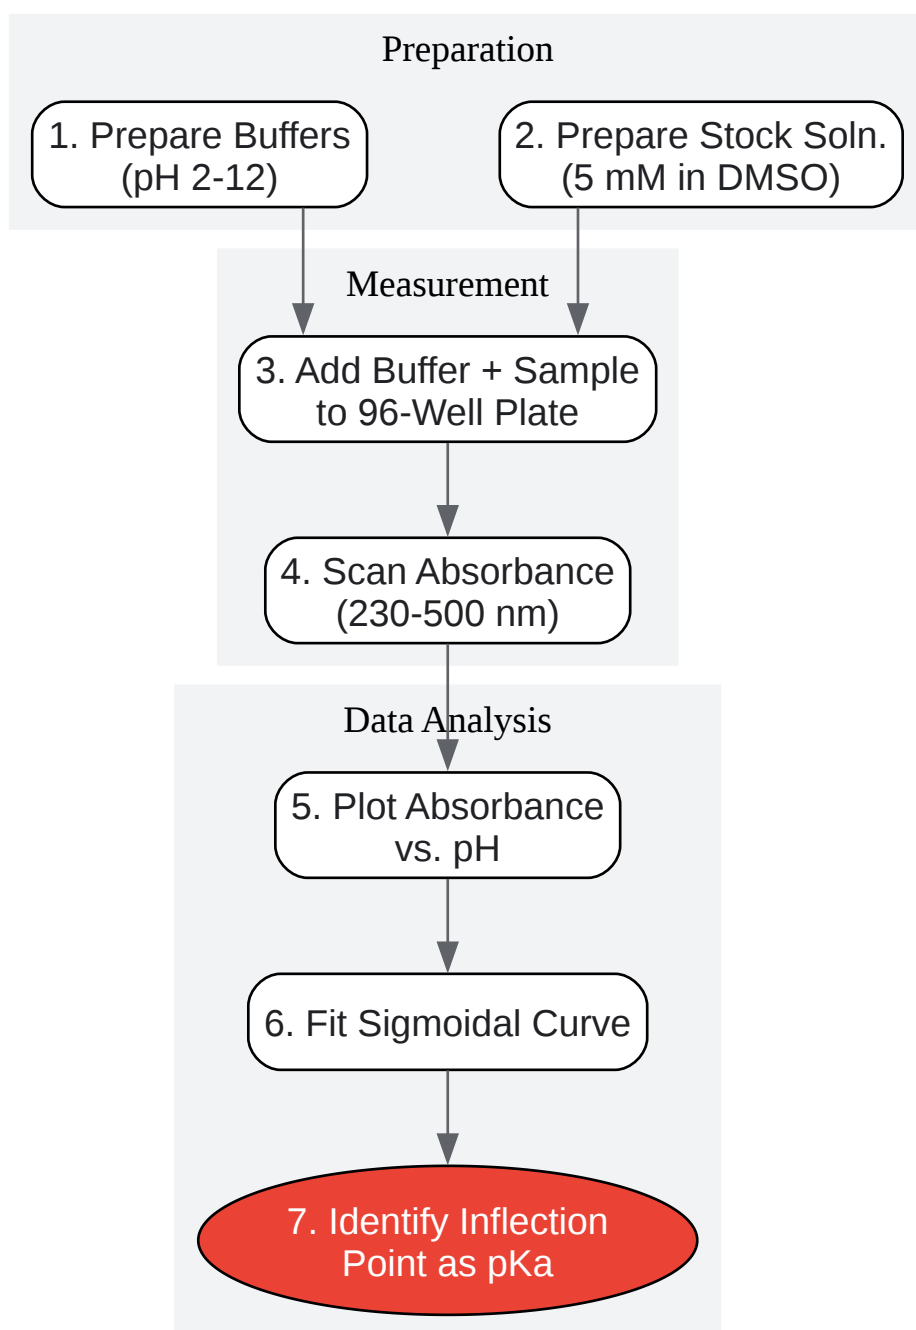 Preparation
1. Prepare Buffers
(pH 2-12)
2. Prepare Stock Soln.
(5 mM in DMSO)
Measurement
3. Add Buffer + Sample
to 96-Well Plate
4. Scan Absorbance
(230-500 nm)
Data Analysis
5. Plot Absorbance
vs. pH
6. Fit Sigmoidal Curve
7. Identify Inflection
Point as pKa